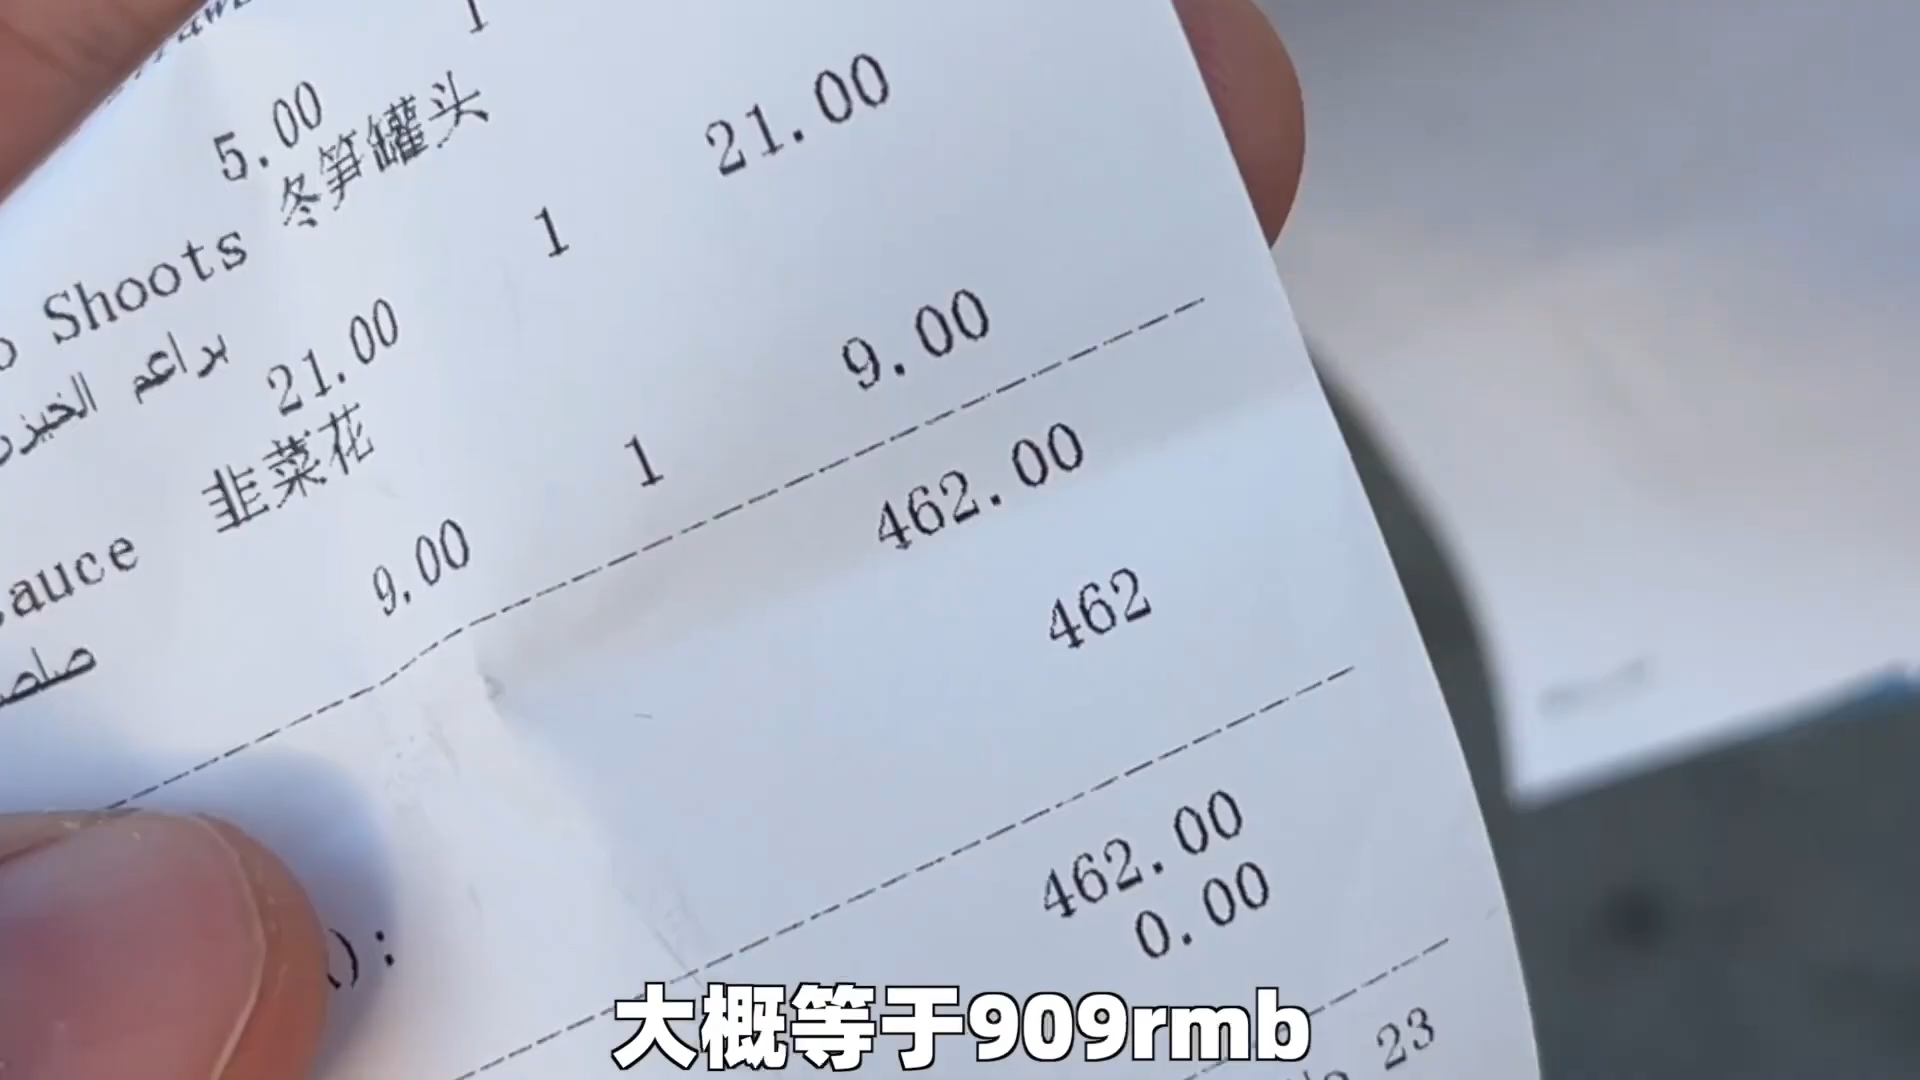 1
5.00
冬笋罐头
21.00
Shoots
1
براعم الخيزر
21.00
9.00
韭菜花
1
462.00
auce
9.00
462
صلص
462.00
0.00
):
23
大概等于909rmb